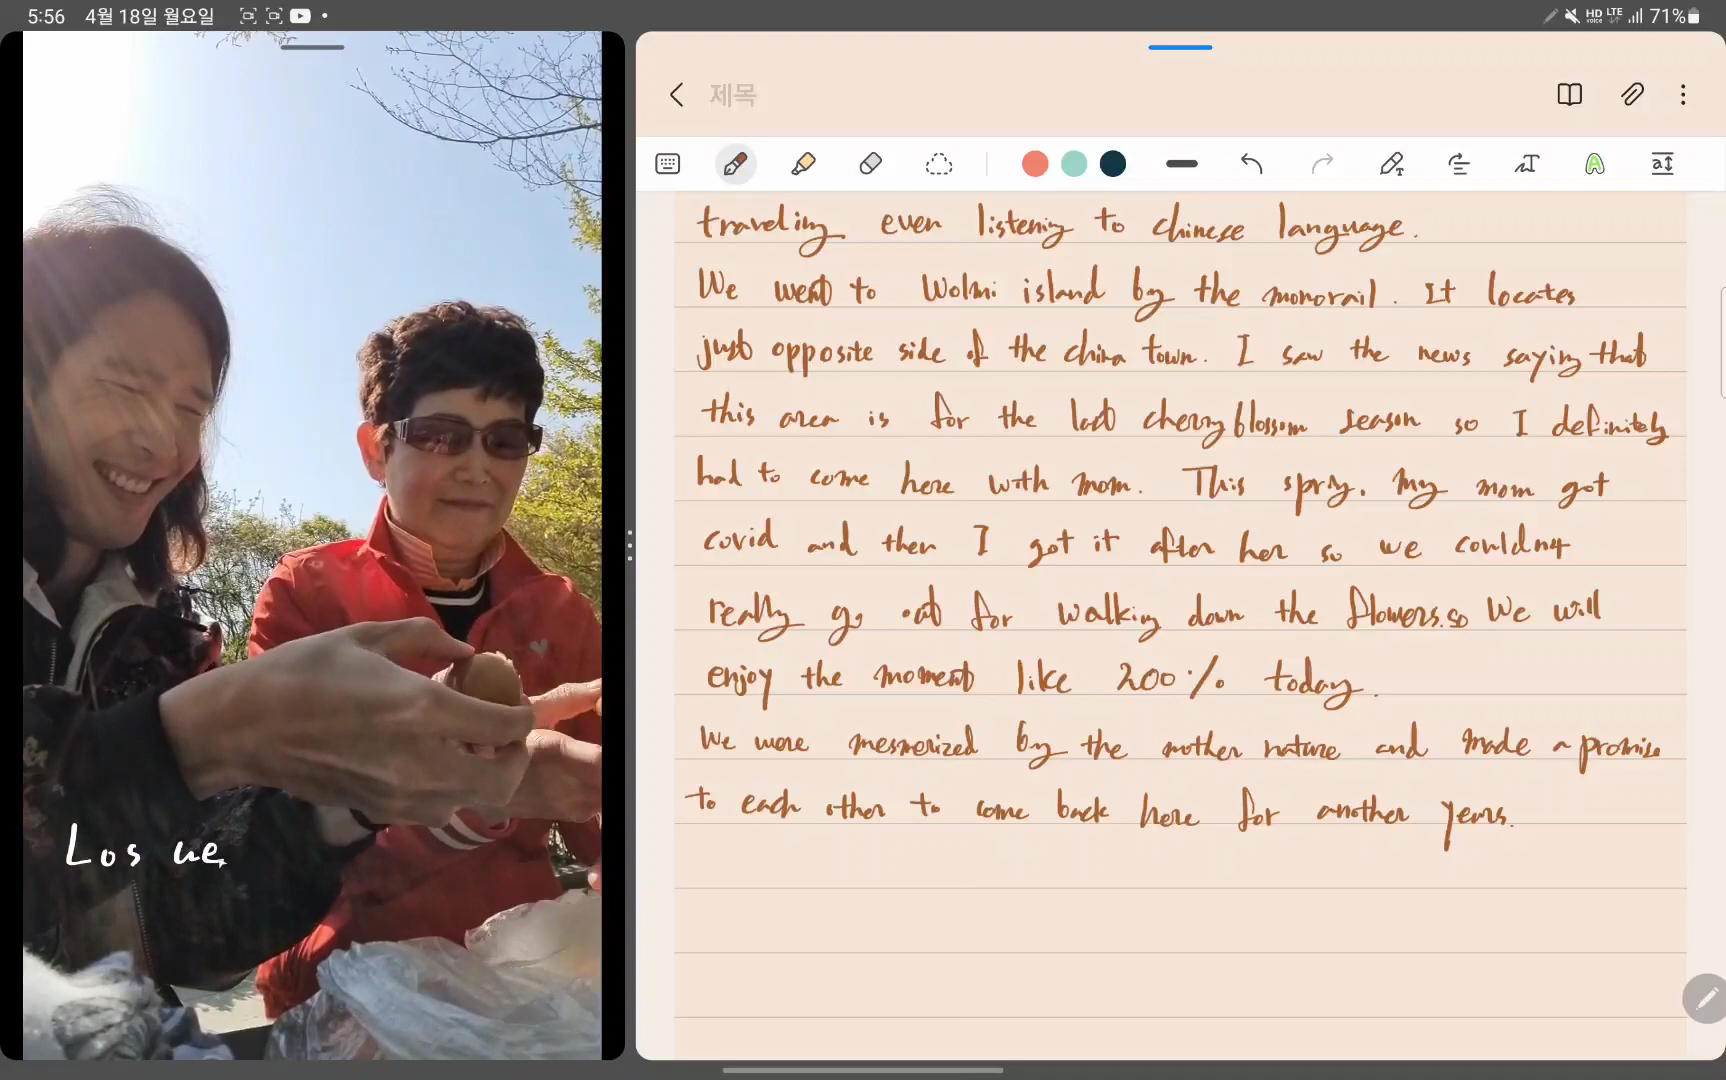 5:56 4월 18일 월요일
HD voice LTE 71%
제목
traveling even listening to chinese language.
We went to Wolmi island by the monorail. It locates
just opposite side of the china town. I saw the news saying that
this area is for the last cherry blossom season so I definitely
had to come here with mom. This spring, my mom got
covid and then I got it after her so we couldn't
really go out for walking down the flowers. so We will
enjoy the moment like 200% today.
We were mesmerized by the mother nature and made a promise
to each other to come back here for another years.
Los ue